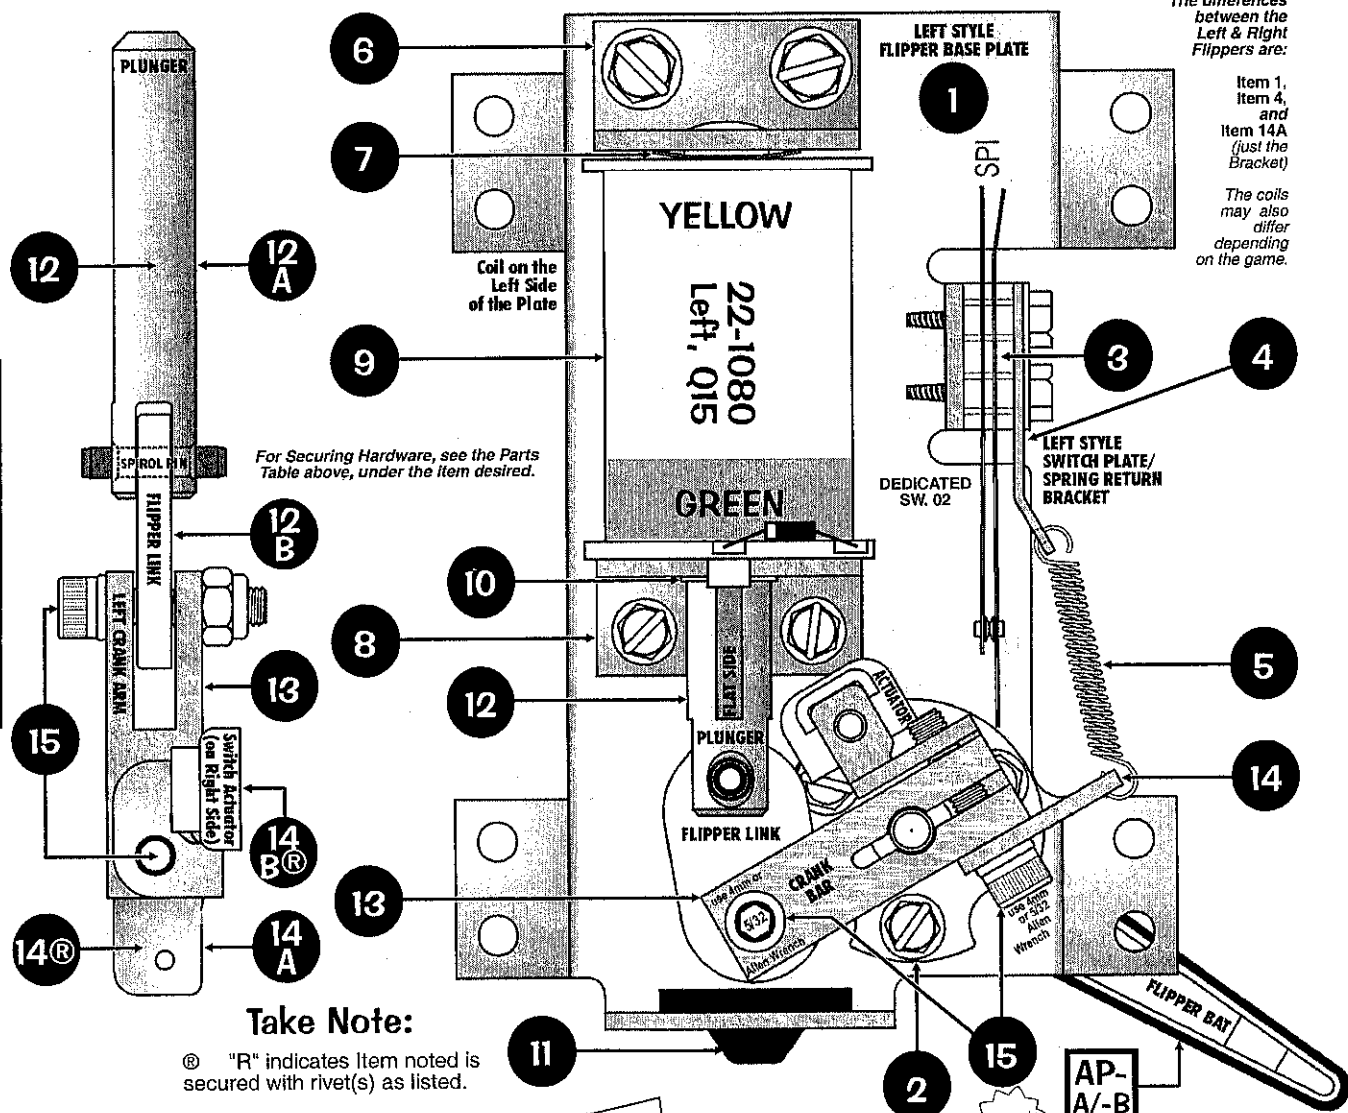 The differences
between the
Left & Right
Flippers are:
Item 1,
Item 4,
and
Item 14A
(just the
Bracket)
The coils
may also
differ
depending
on the game.
LEFT STYLE
FLIPPER BASE PLATE
1
6
7
SPI
PLUNGER
12
12
A
Coil on the
Left Side
of the Plate
YELLOW
22-1080
Left, Q15
GREEN
9
3
4
LEFT STYLE
SWITCH PLATE/
SPRING RETURN
BRACKET
DEDICATED
SW. 02
For Securing Hardware, see the Parts
Table above, under the item desired.
SPIROL PIN
FLIPPER LINK
12
B
LEFT CRANK ARM
13
15
Switch Actuator
(on Right Side)
14
B®
14®
14
A
10
8
12
FLAT SIDE
PLUNGER
FLIPPER LINK
ACTUATOR
5
14
13
CRANK
BAR
use 4mm or
5/32
Allen Wrench
use 4mm
or 5/32
Allen
Wrench
FLIPPER BAT
Take Note:
® "R" indicates Item noted is
secured with rivet(s) as listed.
11
2
15
AP-
A/-B